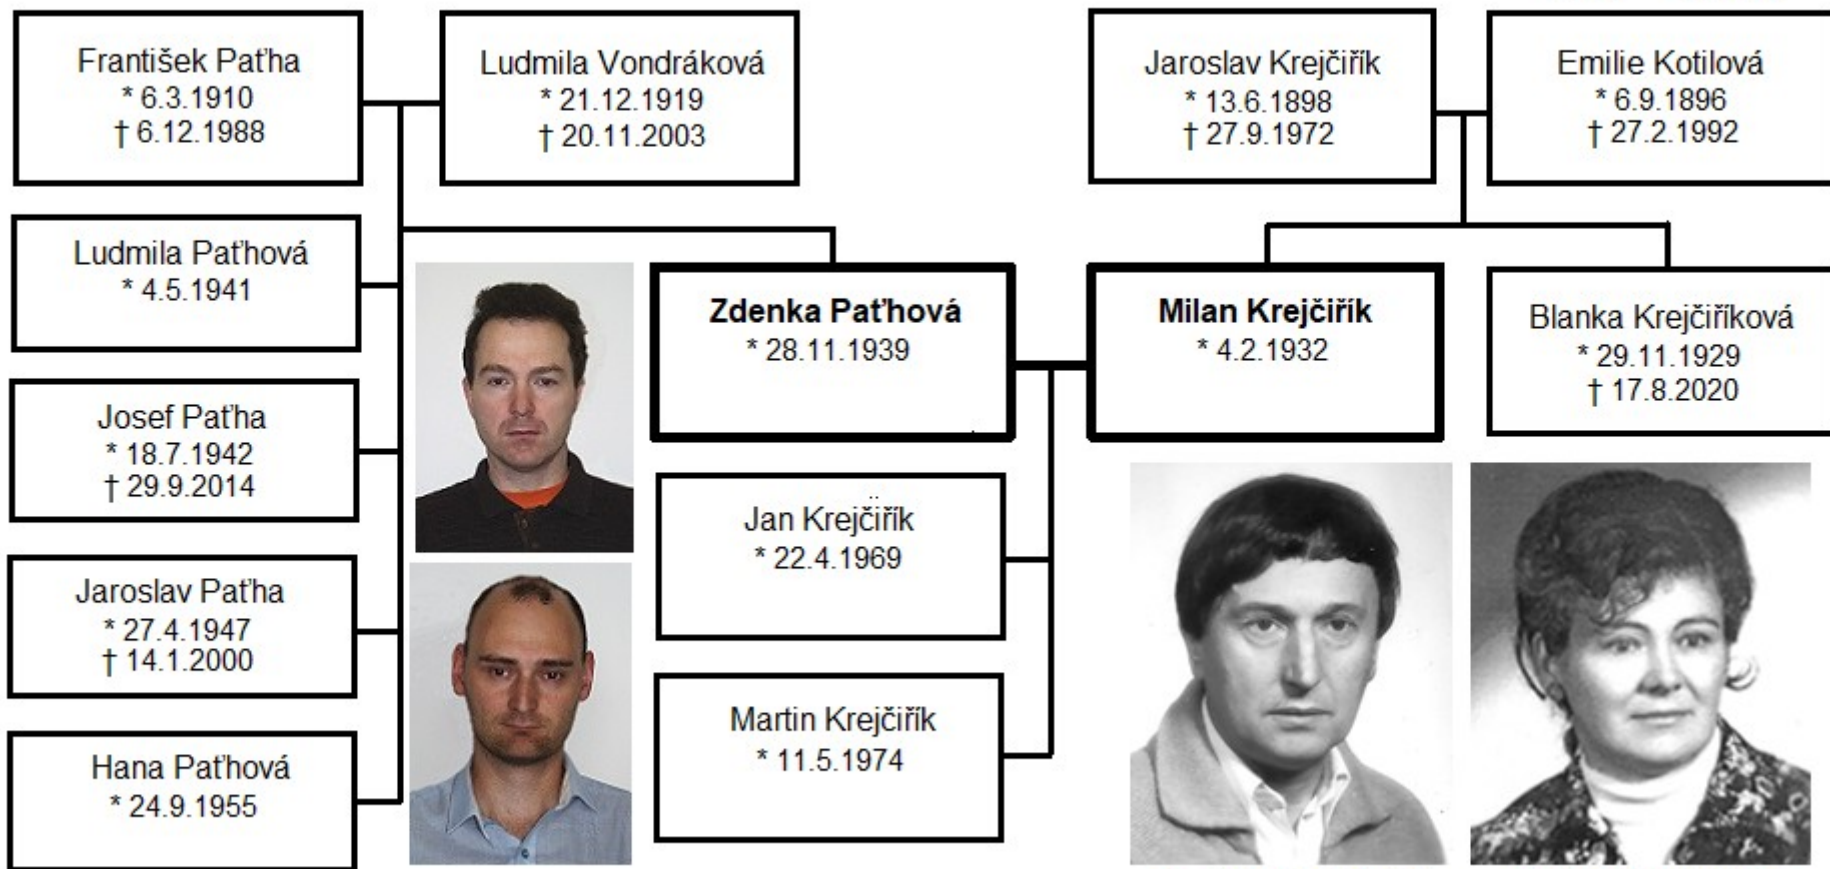 František Paťha
* 6.3.1910
† 6.12.1988
Ludmila Vondráková
* 21.12.1919
† 20.11.2003
Jaroslav Krejčiřík
* 13.6.1898
† 27.9.1972
Emilie Kotilová
* 6.9.1896
† 27.2.1992
Ludmila Paťhová
* 4.5.1941
Zdenka Paťhová
* 28.11.1939
Milan Krejčiřík
* 4.2.1932
Blanka Krejčiříková
* 29.11.1929
† 17.8.2020
Josef Paťha
* 18.7.1942
† 29.9.2014
Jan Krejčiřík
* 22.4.1969
Jaroslav Paťha
* 27.4.1947
† 14.1.2000
Martin Krejčiřík
* 11.5.1974
Hana Paťhová
* 24.9.1955